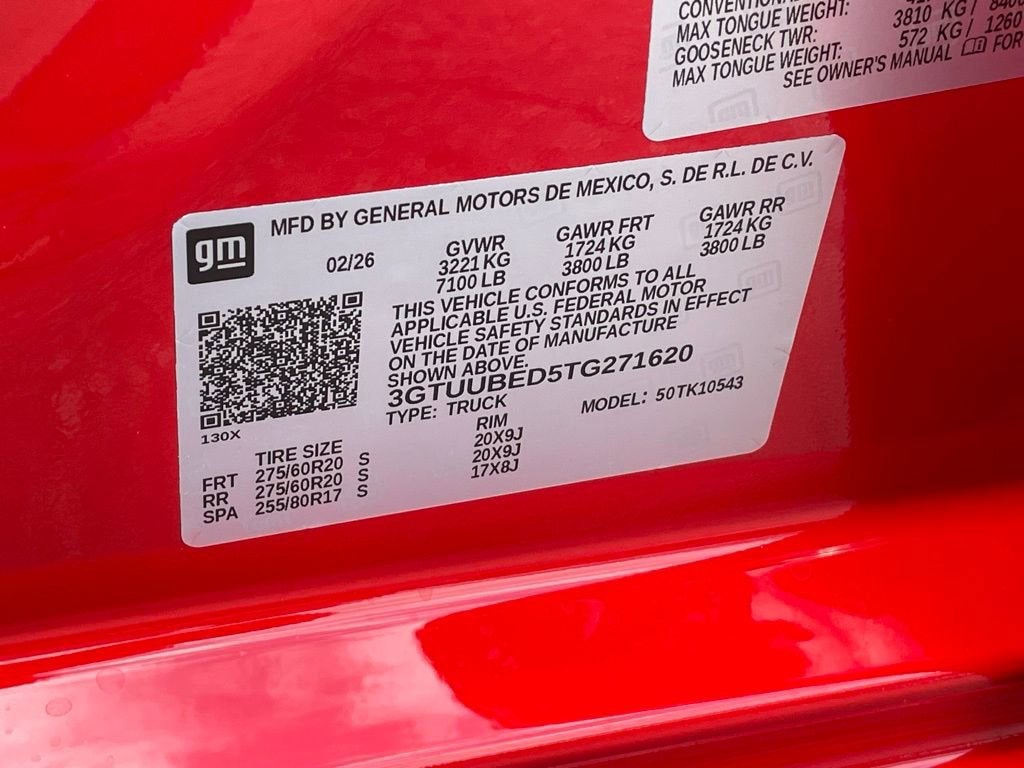 CONVENTIONAL
MAX TONGUE WEIGHT:
GOOSENECK TWR: 3810 KG/ 8400
MAX TONGUE WEIGHT: 572 KG/ 1260
SEE OWNER'S MANUAL FOR
gm
MFD BY GENERAL MOTORS DE MEXICO, S. DE R.L. DE C.V.
02/26
GVWR GAWR FRT GAWR RR
3221 KG 1724 KG 1724 KG
7100 LB 3800 LB 3800 LB
THIS VEHICLE CONFORMS TO ALL
APPLICABLE U.S. FEDERAL MOTOR
VEHICLE SAFETY STANDARDS IN EFFECT
ON THE DATE OF MANUFACTURE
SHOWN ABOVE.
3GTUUBED5TG271620
TYPE: TRUCK MODEL: 50TK10543
130X
TIRE SIZE RIM
FRT 275/60R20 S 20X9J
RR 275/60R20 S 20X9J
SPA 255/80R17 S 17X8J